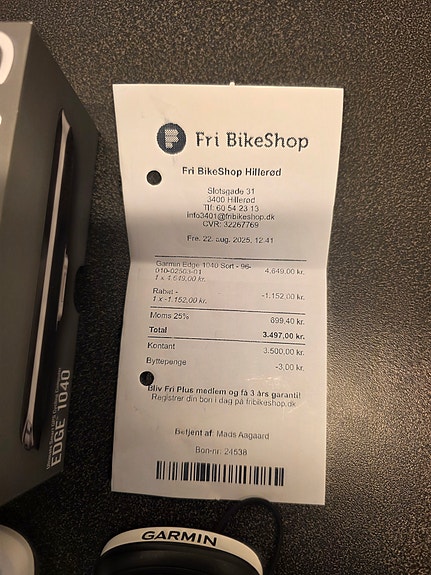 Fri BikeShop
Fri BikeShop Hillerød
Slotsgade 31
3400 Hillerød
Tlf: 60 54 23 13
info3401@fribikeshop.dk
CVR: 32267769
Fre. 22. aug. 2025, 12:41
Garmin Edge 1040 Sort - 96-
010-02503-01 4.649,00 kr.
1 x 4.649,00 kr.
Rabat - -1.152,00 kr.
1 x -1.152,00 kr.
Moms 25% 699,40 kr.
Total 3.497,00 kr.
Kontant 3.500,00 kr.
Byttepenge -3,00 kr.
Bliv Fri Plus medlem og få 3 års garanti!
Registrer din bon i dag på fribikeshop.dk
Betjent af: Mads Aagaard
Bon-nr: 24538
EDGE 1040
GARMIN